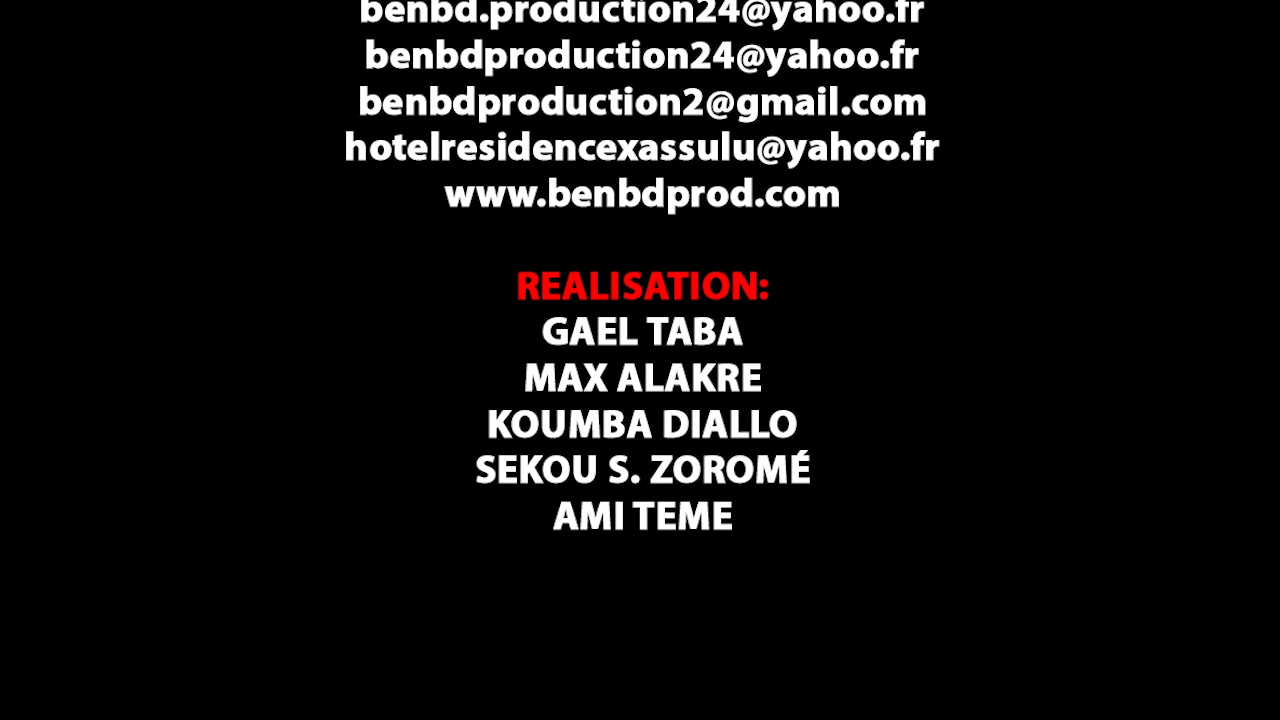 benbd.production24@yahoo.fr
benbdproduction24@yahoo.fr
benbdproduction2@gmail.com
hotelresidencexassulu@yahoo.fr
www.benbdprod.com
REALISATION:
GAEL TABA
MAX ALAKRE
KOUMBA DIALLO
SEKOU S. ZOROMÉ
AMI TEME